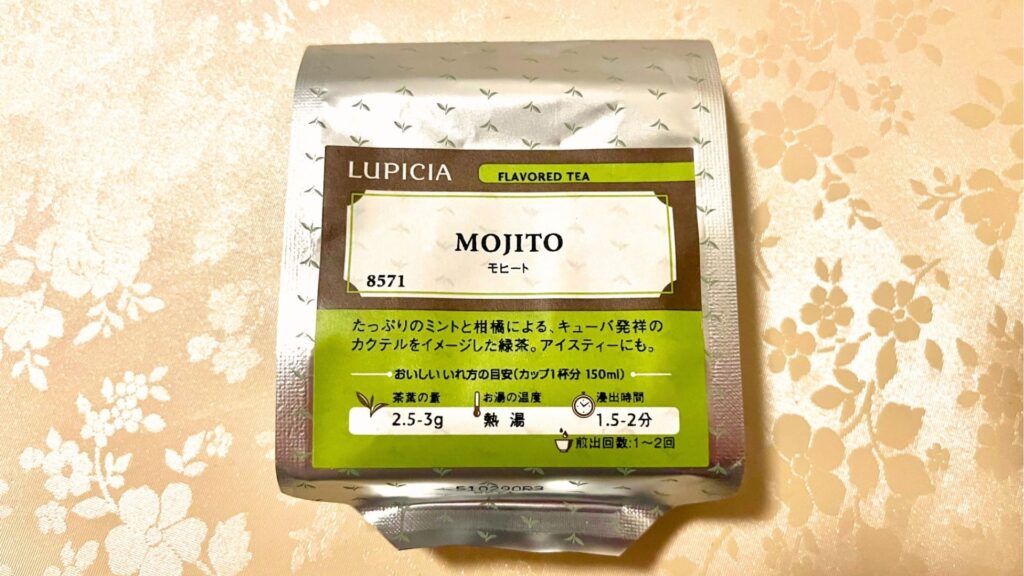 LUPICIA FLAVORED TEA
MOJITO
モヒート
8571
たっぷりのミントと柑橘による、キューバ発祥の
カクテルをイメージした緑茶。アイスティーにも。
おいしいいれ方の目安(カップ1杯分 150ml)
茶葉の量 お湯の温度 浸出時間
2.5-3g 熱湯 1.5-2分
煎出回数:1〜2回